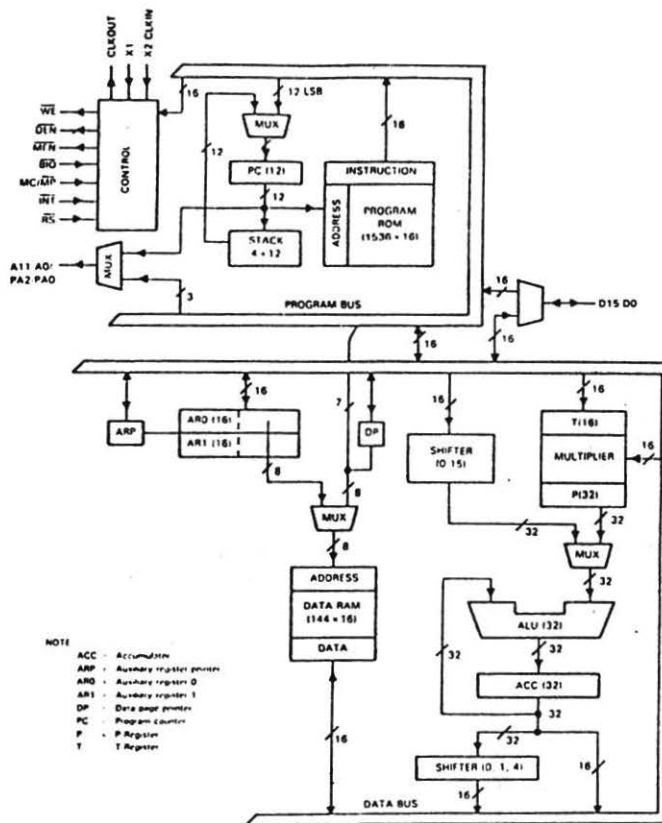 CLKOUT
X1
X2 CLKIN
WE
DEN
MEN
BIO
MC/MP
INT
RS
CONTROL
16
12 LSB
MUX
12
PC (12)
12
STACK
4 × 12
16
INSTRUCTION
ADDRESS
PROGRAM
ROM
(1536 × 16)
A11 A0/
PA2 PA0
MUX
3
PROGRAM BUS
16
16
16
D15 D0
16
7
16
16
ARP
AR0 (16)
AR1 (16)
DP
8
8
MUX
8
SHIFTER
(0 15)
T(16)
MULTIPLIER
P(32)
16
32
32
MUX
32
ADDRESS
DATA RAM
(144 × 16)
DATA
ALU (32)
32
32
ACC (32)
32
32
SHIFTER (0, 1, 4)
16
16
16
DATA BUS
NOTE
ACC - Accumulator
ARP - Auxiliary register pointer
AR0 - Auxiliary register 0
AR1 - Auxiliary register 1
DP - Data page pointer
PC - Program counter
P - P Register
T - T Register